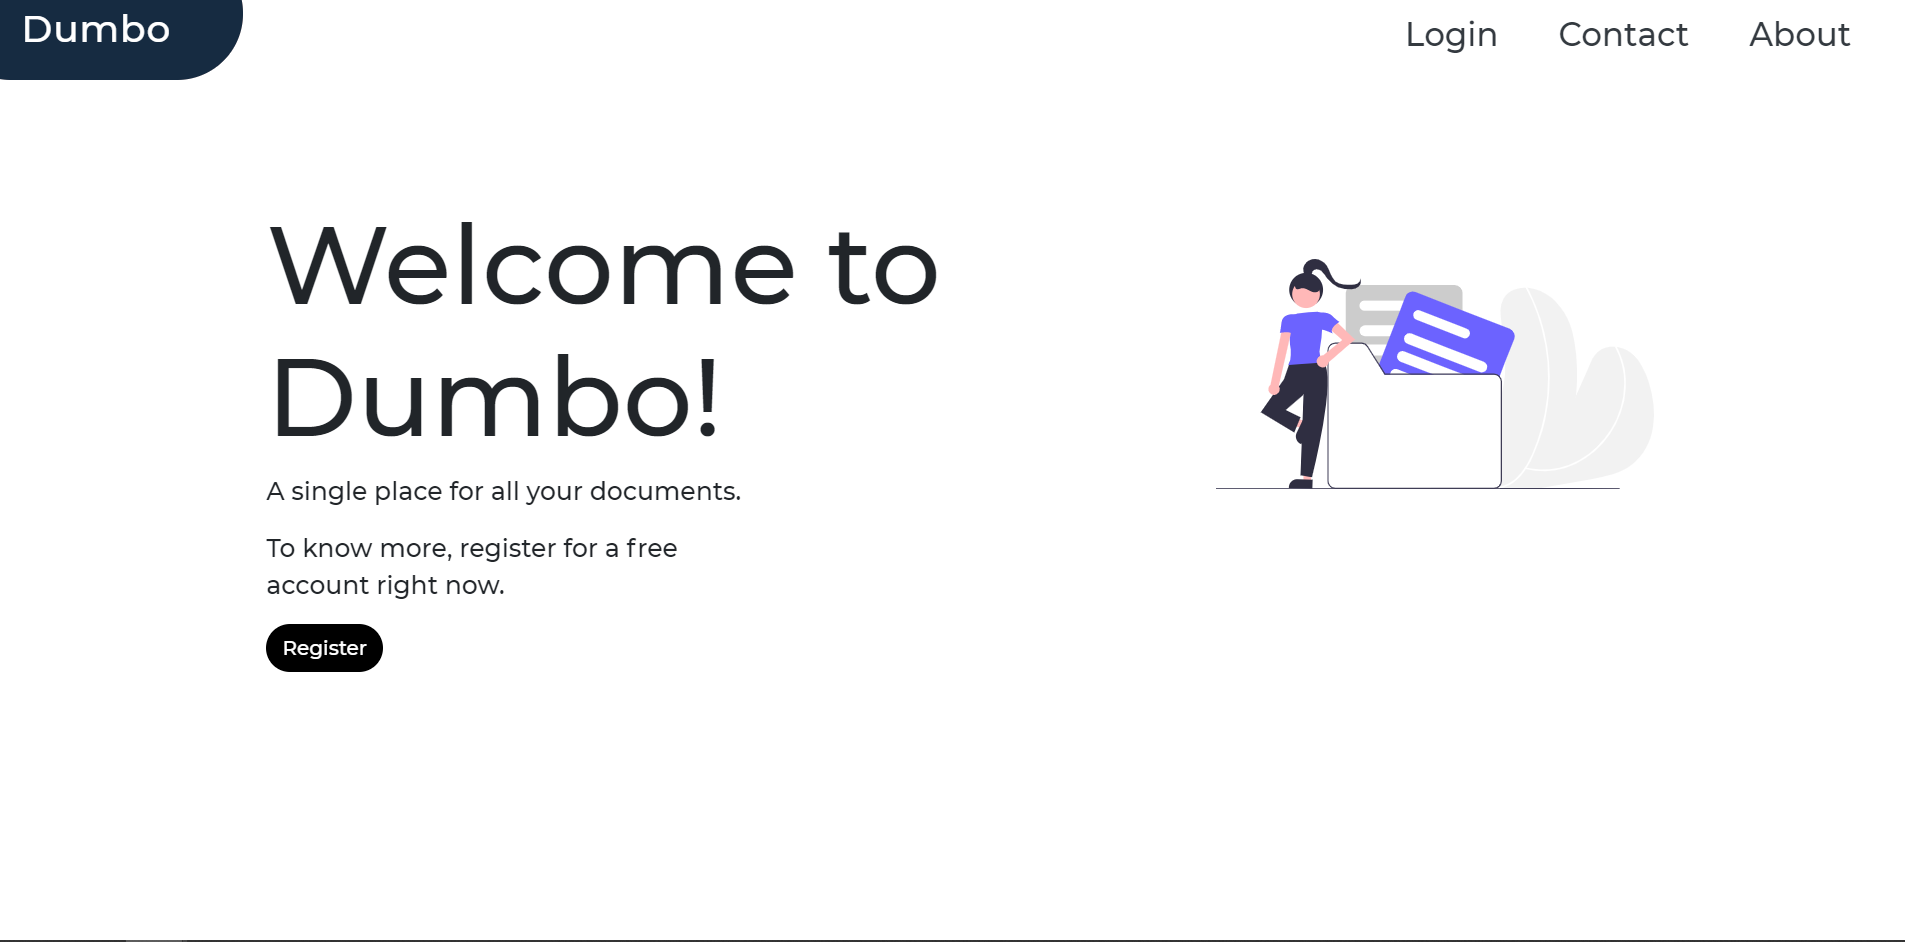 Dumbo
Login Contact About
Welcome to
Dumbo!
A single place for all your documents.
To know more, register for a free
account right now.
Register